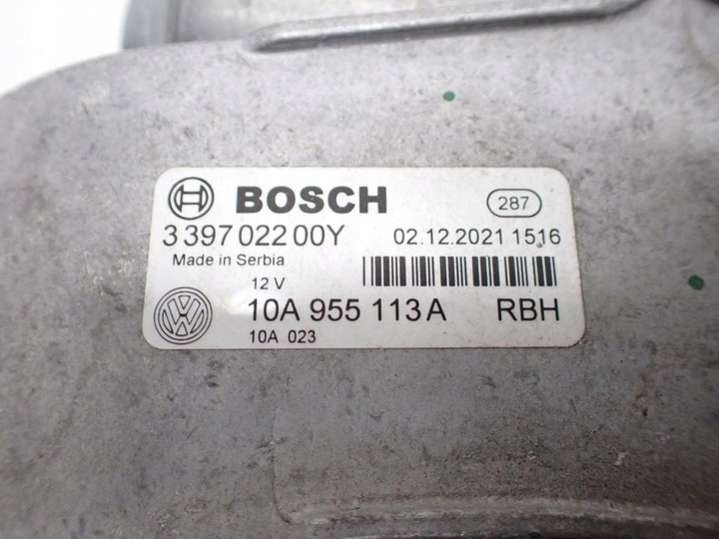 BOSCH 287
3 397 022 00Y 02.12.2021 1516
Made in Serbia
12 V
10A 955 113 A RBH
10A 023